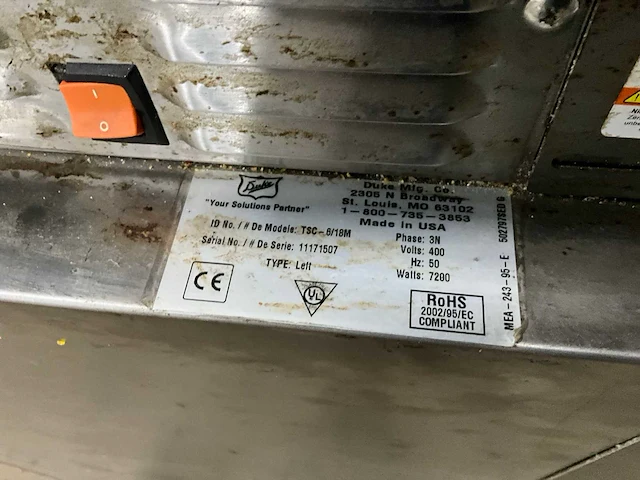 I
O
Duke
"Your Solutions Partner"
Duke Mfg. Co.
2305 N Broadway
St. Louis, MO 63102
1-800-735-3853
Made in USA
ID No. / # De Modele: TSC-6/18M
Serial No. / # De Serie: 11171507
TYPE: Left
Phase: 3N
Volts: 400
Hz: 50
Watts: 7200
CE
UL
RoHS
2002/95/EC
COMPLIANT
MEA-243-95-E